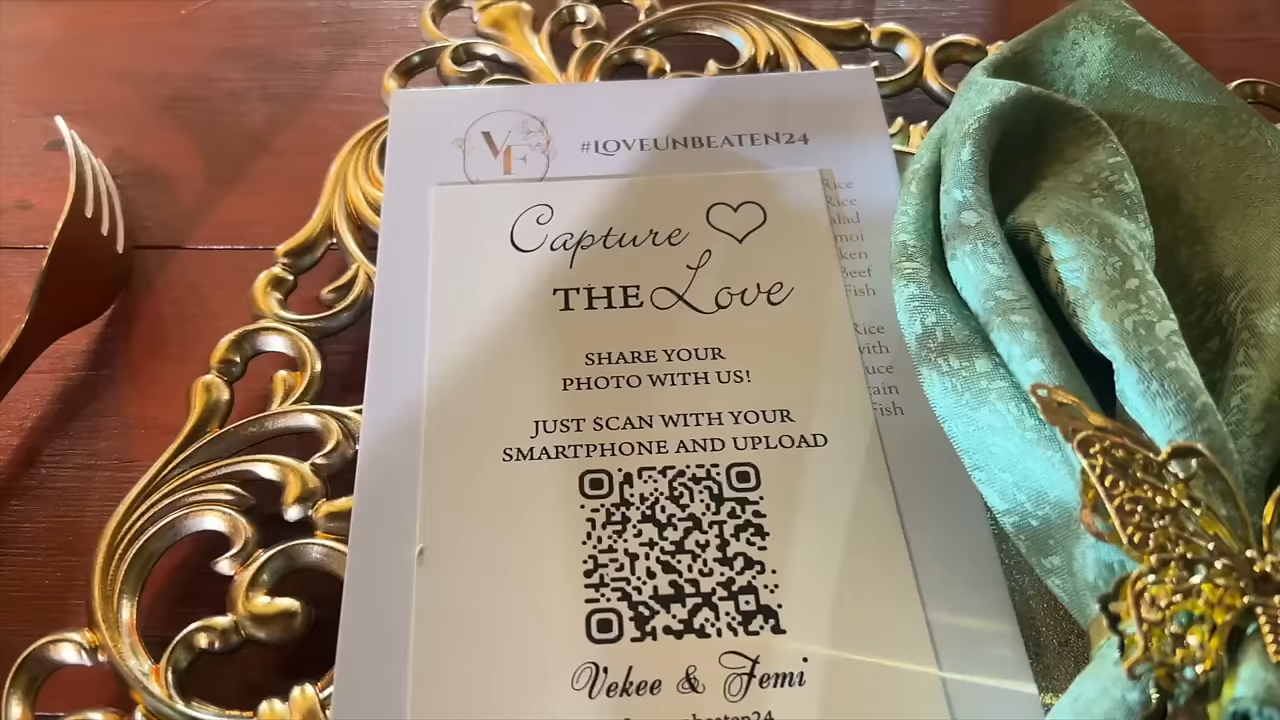 VF
#LOVEUNBEATEN24
Capture
THE Love
SHARE YOUR
PHOTO WITH US!
JUST SCAN WITH YOUR
SMARTPHONE AND UPLOAD
Vekee & Femi
Rice
Rice
moi
Beef
Fish
Rice
with
Fish